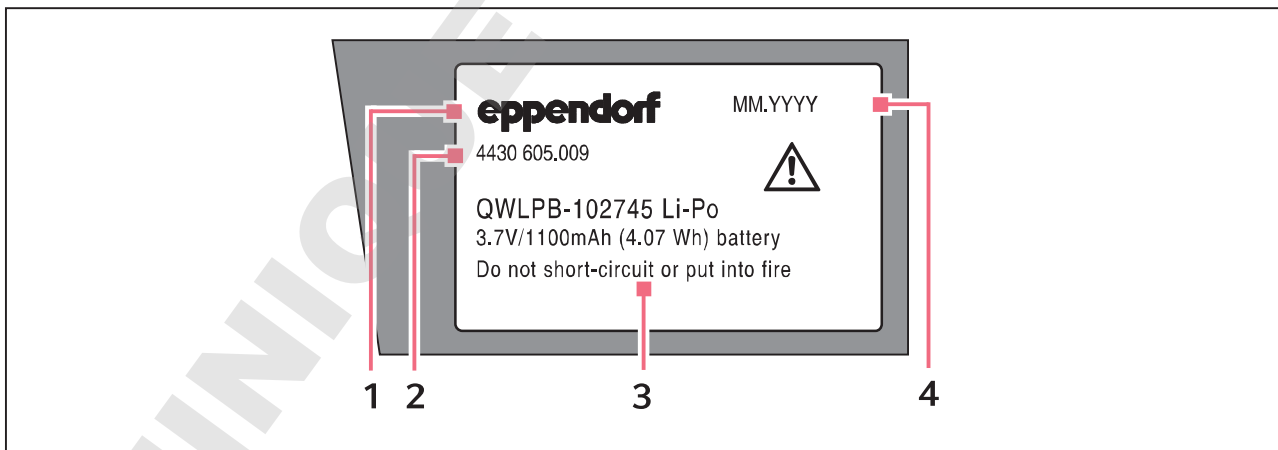 eppendorf
MM.YYYY
4430 605.009
QWLPB-102745 Li-Po
3.7V/1100mAh (4.07 Wh) battery
Do not short-circuit or put into fire
1 2 3 4